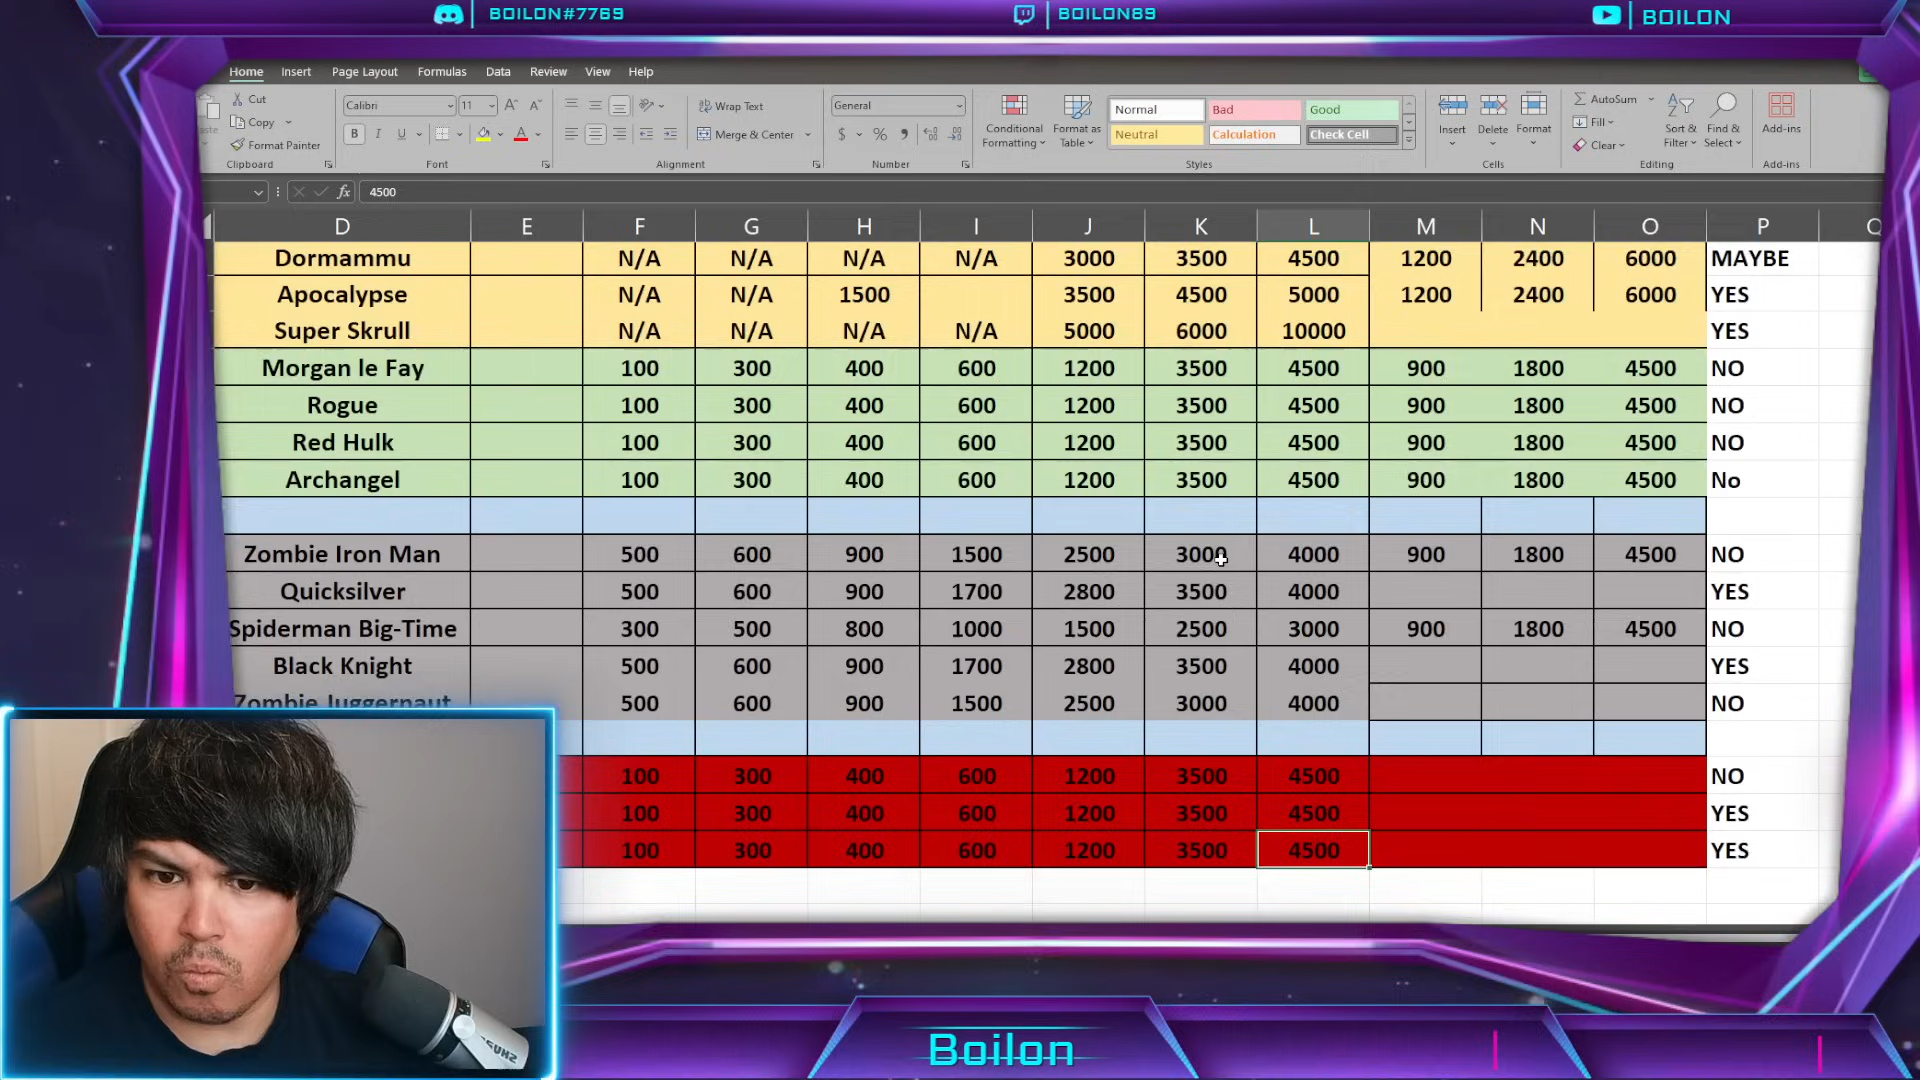 BOILON#7769 BOILON89 BOILON
Home Insert Page Layout Formulas Data Review View Help
Cut Copy Format Painter Clipboard
Calibri 11 A A B I U A Font
Wrap Text Merge & Center Alignment
General $ % Number
Conditional Formatting Format as Table Normal Bad Good Neutral Calculation Check Cell Styles
Insert Delete Format Cells
AutoSum Fill Clear Sort & Filter Find & Select Editing
Add-ins Add-ins
fx 4500
D E F G H I J K L M N O P
Dormammu N/A N/A N/A N/A 3000 3500 4500 1200 2400 6000 MAYBE
Apocalypse N/A N/A 1500 3500 4500 5000 1200 2400 6000 YES
Super Skrull N/A N/A N/A N/A 5000 6000 10000 YES
Morgan le Fay 100 300 400 600 1200 3500 4500 900 1800 4500 NO
Rogue 100 300 400 600 1200 3500 4500 900 1800 4500 NO
Red Hulk 100 300 400 600 1200 3500 4500 900 1800 4500 NO
Archangel 100 300 400 600 1200 3500 4500 900 1800 4500 No
Zombie Iron Man 500 600 900 1500 2500 3000 4000 900 1800 4500 NO
Quicksilver 500 600 900 1700 2800 3500 4000 YES
Spiderman Big-Time 300 500 800 1000 1500 2500 3000 900 1800 4500 NO
Black Knight 500 600 900 1700 2800 3500 4000 YES
Zombie Juggernaut 500 600 900 1500 2500 3000 4000 NO
100 300 400 600 1200 3500 4500 NO
100 300 400 600 1200 3500 4500 YES
100 300 400 600 1200 3500 4500 YES
SHURE
Boilon